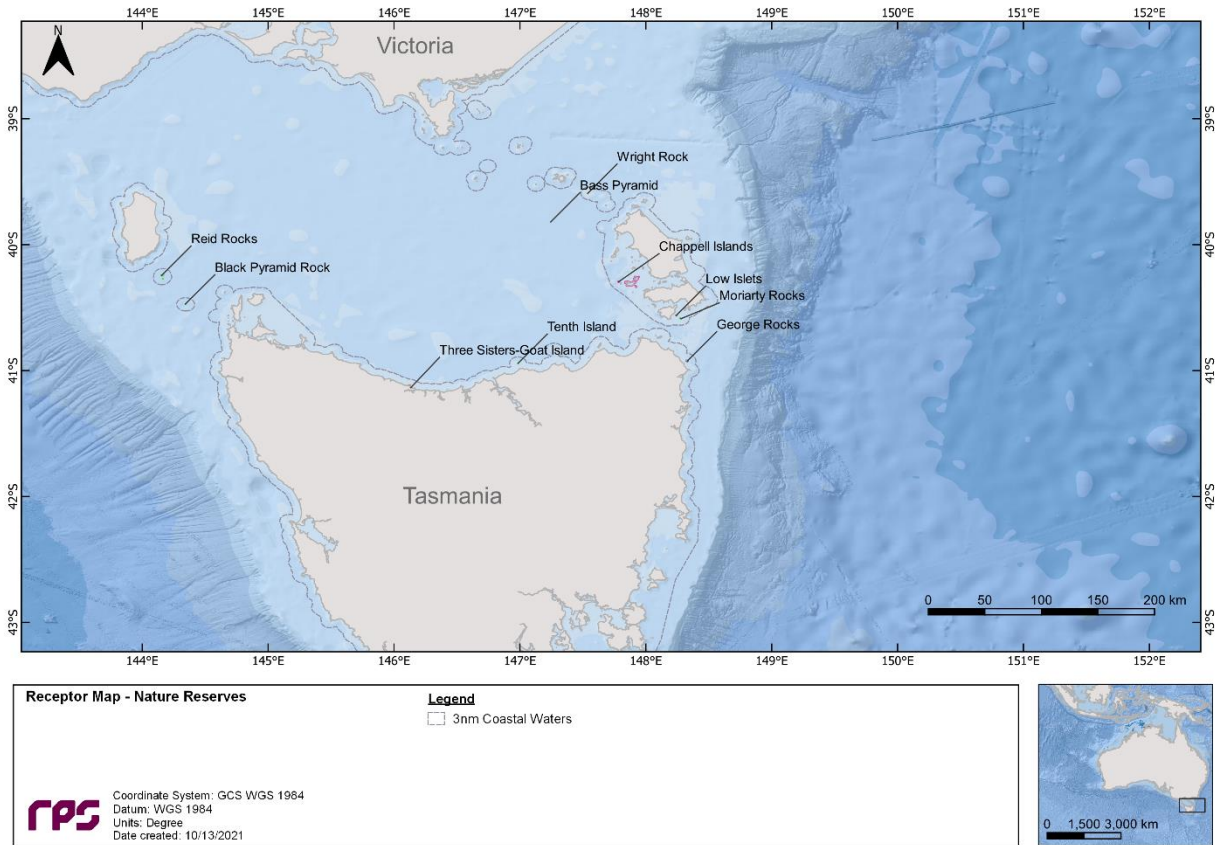 144°E
145°E
146°E
147°E
148°E
149°E
150°E
151°E
152°E
N
Victoria
39°S
39°S
Wright Rock
Bass Pyramid
40°S
40°S
Reid Rocks
Chappell Islands
Black Pyramid Rock
Low Islets
Moriarty Rocks
Tenth Island
George Rocks
Three Sisters-Goat Island
41°S
41°S
Tasmania
42°S
42°S
0 50 100 150 200 km
43°S
43°S
144°E
145°E
146°E
147°E
148°E
149°E
150°E
151°E
152°E
Receptor Map - Nature Reserves
Legend
3nm Coastal Waters
rps
Coordinate System: GCS WGS 1984
Datum: WGS 1984
Units: Degree
Date created: 10/13/2021
0 1,500 3,000 km